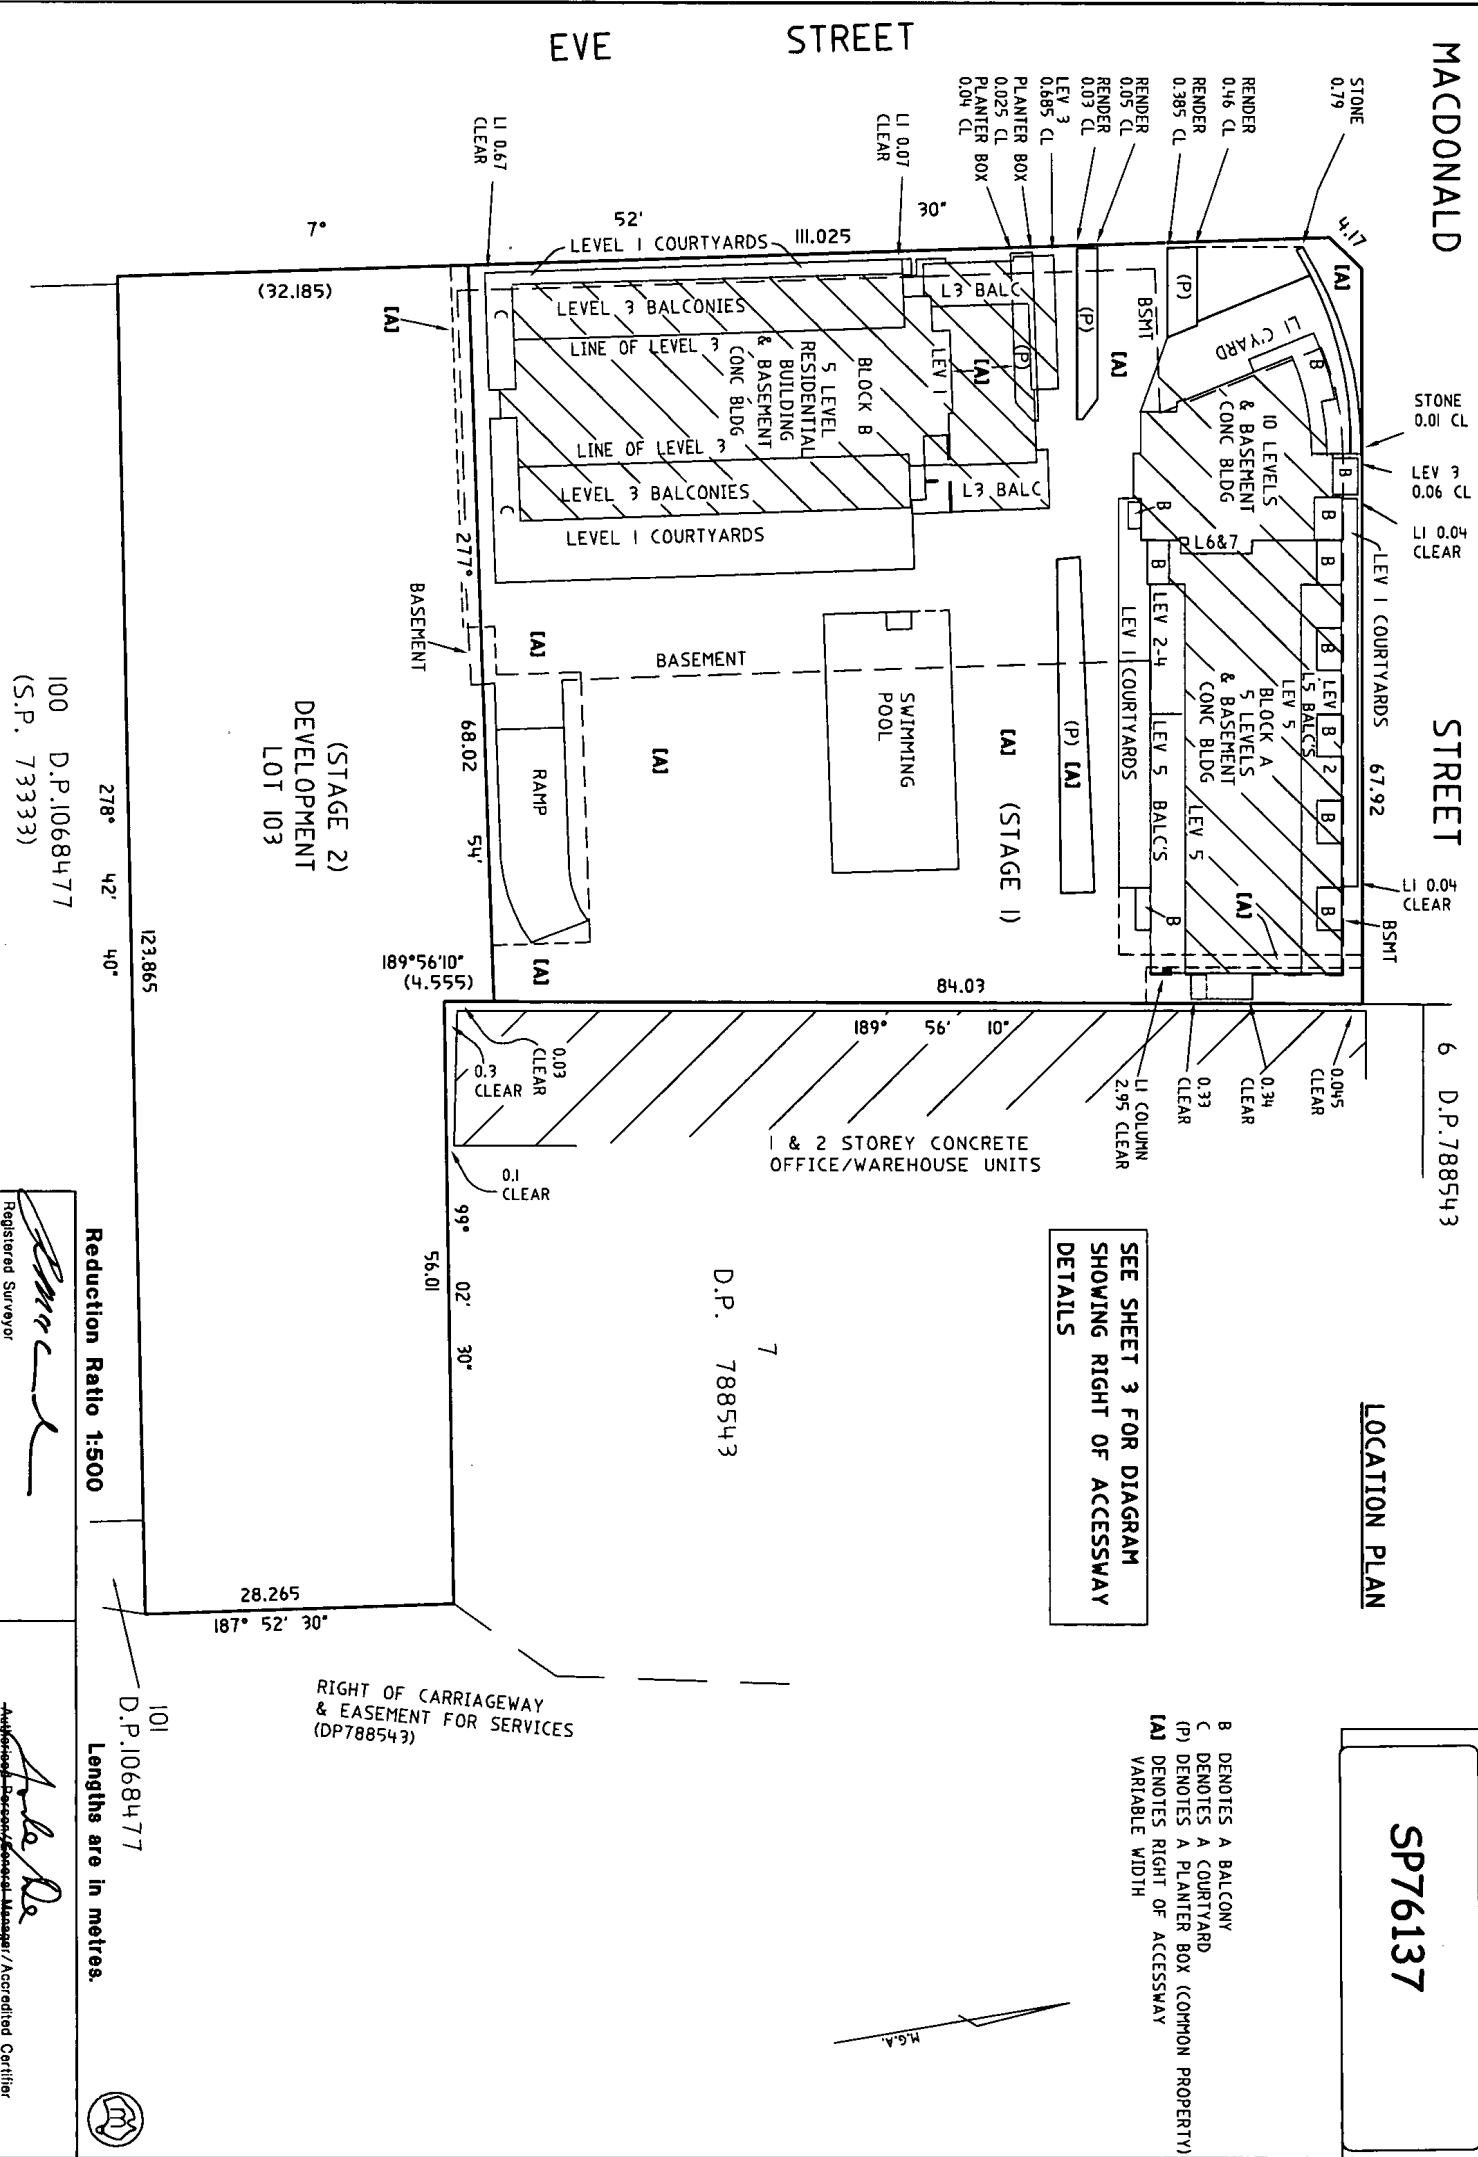 SP76137
LOCATION PLAN
MACDONALD STREET
EVE STREET
STONE
0.79
RENDER
0.46 CL
RENDER
0.385 CL
RENDER
0.05 CL
RENDER
0.03 CL
LEV 3
0.685 CL
PLANTER BOX
0.025 CL
PLANTER BOX
0.04 CL
L1 0.07
CLEAR
L1 0.67
CLEAR
4.17
[A]
STONE
0.01 CL
LEV 3
0.06 CL
L1 0.04
CLEAR
LEV 1 COURTYARDS
67.92
L1 0.04
CLEAR
BSMT
6 D.P.788543
7° 52' 30"
111.025
(32.185)
(P)
L1 CYARD
B
10 LEVELS
& BASEMENT
CONC BLDG
B
B
B
B
B
B
B
L6&7
B
B
LEV 2
L5 BALC'S
LEV 5
BLOCK A
5 LEVELS
& BASEMENT
CONC BLDG
LEV 5
[A]
LEV 2-4
LEV 5 BALC'S
B
LEV 1 COURTYARDS
BSMT
[A]
(P)
(P) [A]
[A] (STAGE 1)
L3 BALC
(P)
[A]
LEV 1
L3 BALC
BLOCK B
5 LEVEL
RESIDENTIAL
BUILDING
& BASEMENT
CONC BLDG
LEVEL 1 COURTYARDS
LEVEL 3 BALCONIES
LINE OF LEVEL 3
LINE OF LEVEL 3
LEVEL 3 BALCONIES
LEVEL 1 COURTYARDS
C
C
SWIMMING
POOL
BASEMENT
[A]
[A]
RAMP
[A]
[A]
BASEMENT
277° 68.02 54'
189°56'10"
(4.555)
84.03
189° 56' 10"
0.045
CLEAR
0.34
CLEAR
0.33
CLEAR
L1 COLUMN
2.95 CLEAR
0.03
CLEAR
0.3
CLEAR
0.1
CLEAR
1 & 2 STOREY CONCRETE
OFFICE/WAREHOUSE UNITS
99° 02' 30"
56.01
7
D.P. 788543
SEE SHEET 3 FOR DIAGRAM
SHOWING RIGHT OF ACCESSWAY
DETAILS
(STAGE 2)
DEVELOPMENT
LOT 103
278° 42' 40"
123.865
28.265
187° 52' 30"
100 D.P.1068477
(S.P. 73333)
101
D.P.1068477
RIGHT OF CARRIAGEWAY
& EASEMENT FOR SERVICES
(DP788543)
B DENOTES A BALCONY
C DENOTES A COURTYARD
(P) DENOTES A PLANTER BOX (COMMON PROPERTY)
[A] DENOTES RIGHT OF ACCESSWAY
VARIABLE WIDTH
M.G.A.
Reduction Ratio 1:500
Lengths are in metres.
Registered Surveyor
Authorised Person/General Manager/Accredited Certifier